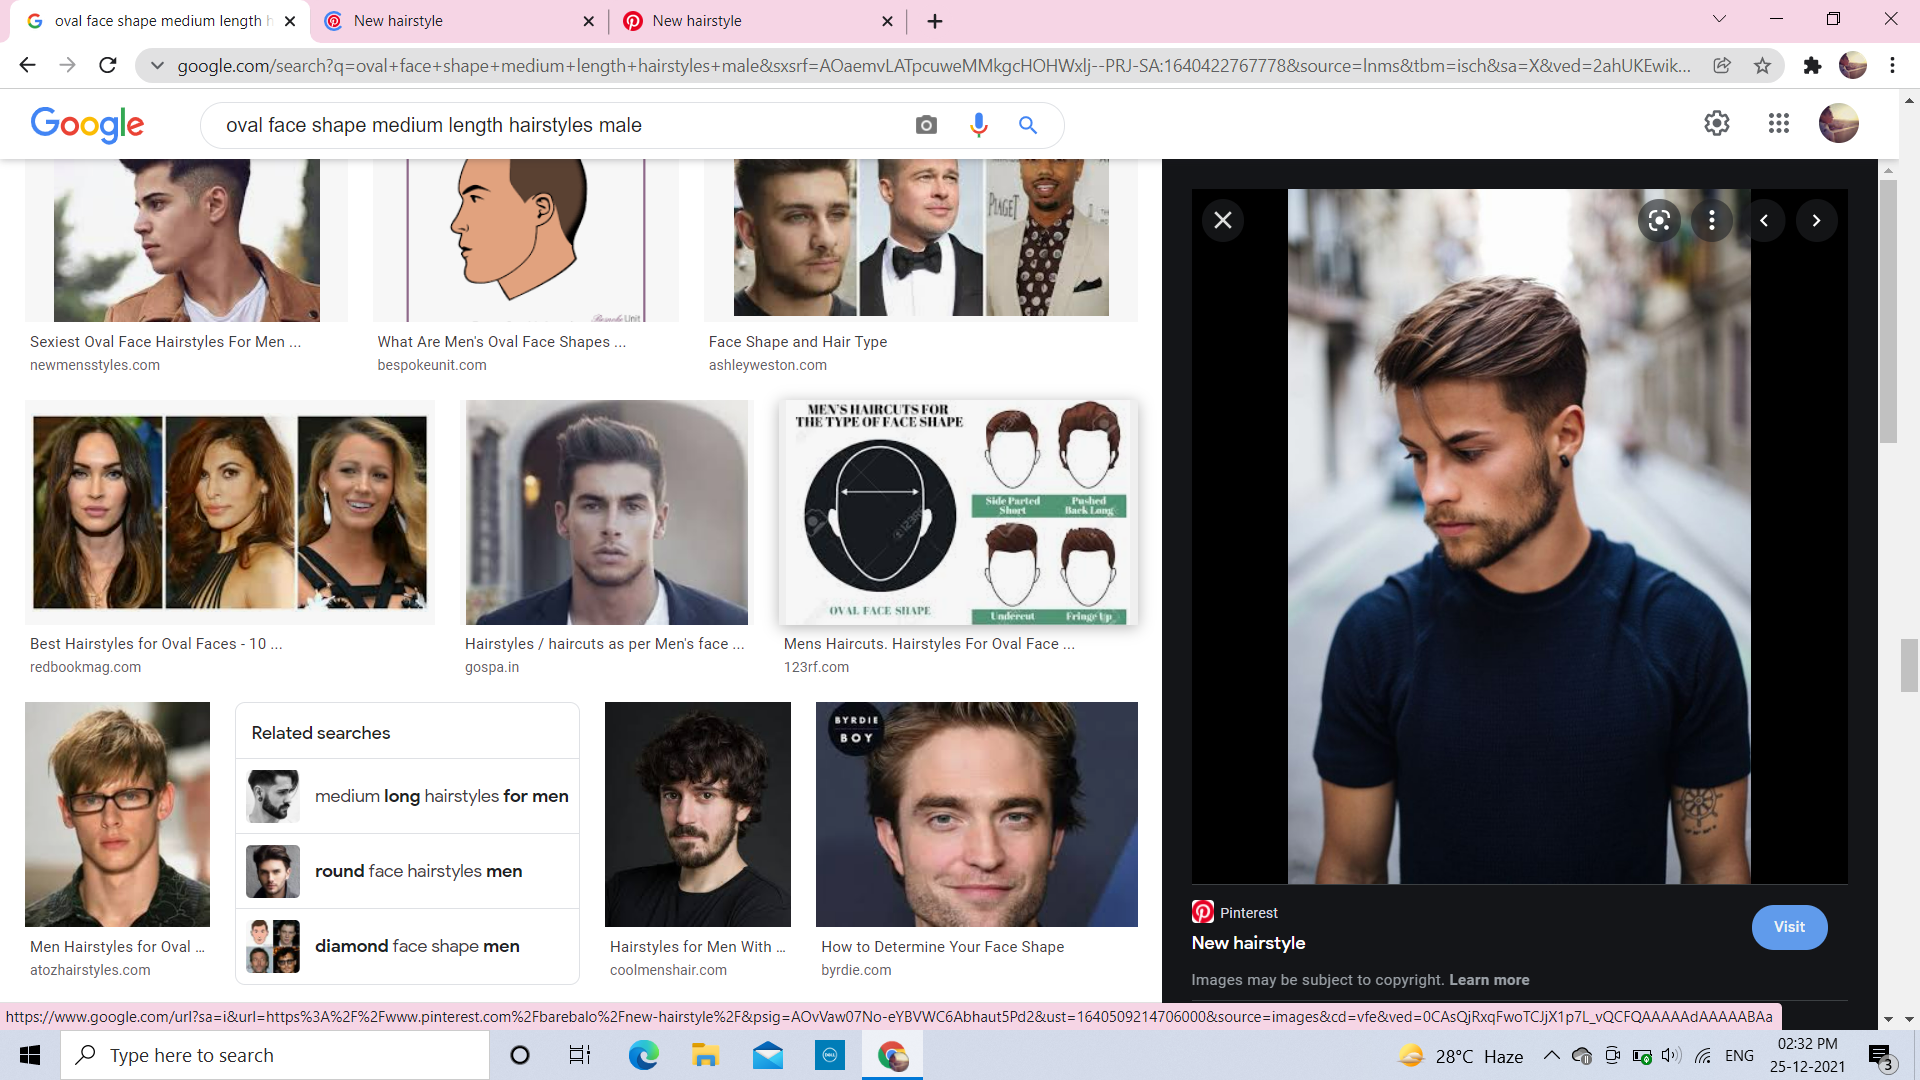 oval face shape medium length h
New hairstyle
New hairstyle
google.com/search?q=oval+face+shape+medium+length+hairstyles+male&sxsrf=AOaemvLATpcuweMMkgcHOHWxlj--PRJ-SA:1640422767778&source=lnms&tbm=isch&sa=X&ved=2ahUKEwik...
Google
oval face shape medium length hairstyles male
PIAGET
Sexiest Oval Face Hairstyles For Men ...
newmensstyles.com
What Are Men's Oval Face Shapes ...
bespokeunit.com
Face Shape and Hair Type
ashleyweston.com
MEN'S HAIRCUTS FOR
THE TYPE OF FACE SHAPE
Side Parted
Short
Pushed
Back Long
OVAL FACE SHAPE
Undercut
Fringe Up
Best Hairstyles for Oval Faces - 10 ...
redbookmag.com
Hairstyles / haircuts as per Men's face ...
gospa.in
Mens Haircuts. Hairstyles For Oval Face ...
123rf.com
Related searches
medium long hairstyles for men
round face hairstyles men
diamond face shape men
BYRDIE
BOY
Men Hairstyles for Oval ...
atozhairstyles.com
Hairstyles for Men With ...
coolmenshair.com
How to Determine Your Face Shape
byrdie.com
Pinterest
New hairstyle
Visit
Images may be subject to copyright. Learn more
https://www.google.com/url?sa=i&url=https%3A%2F%2Fwww.pinterest.com%2Fbarebalo%2Fnew-hairstyle%2F&psig=AOvVaw07No-eYBVWC6Abhaut5Pd2&ust=1640509214706000&source=images&cd=vfe&ved=0CAsQjRxqFwoTCJjX1p7L_vQCFQAAAAAdAAAAABAa
Type here to search
28°C Haze
ENG
02:32 PM
25-12-2021
3